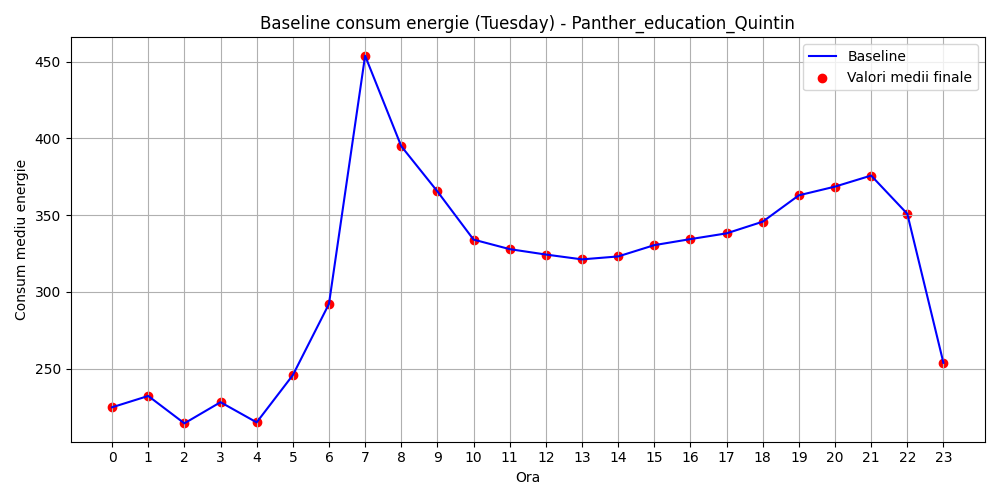 Baseline consum energie (Tuesday) - Panther_education_Quintin
Baseline
Valori medii finale
Consum mediu energie
450
400
350
300
250
0 1 2 3 4 5 6 7 8 9 10 11 12 13 14 15 16 17 18 19 20 21 22 23
Ora